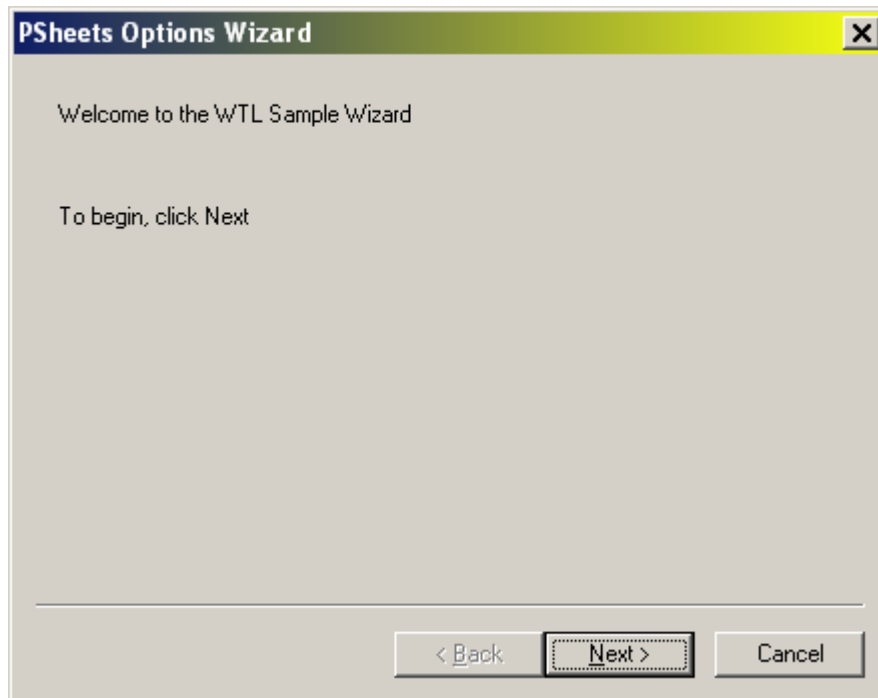 PSheets Options Wizard
Welcome to the WTL Sample Wizard
To begin, click Next
< Back Next > Cancel